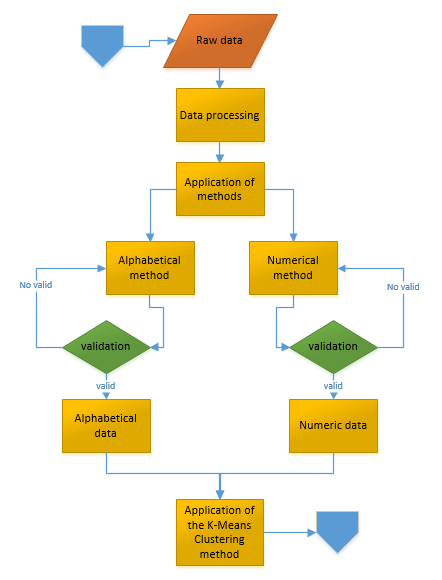 Raw data
Data processing
Application of
methods
Alphabetical
method
Numerical
method
No valid
No valid
validation
validation
valid
valid
Alphabetical
data
Numeric data
Application of
the K-Means
Clustering
method